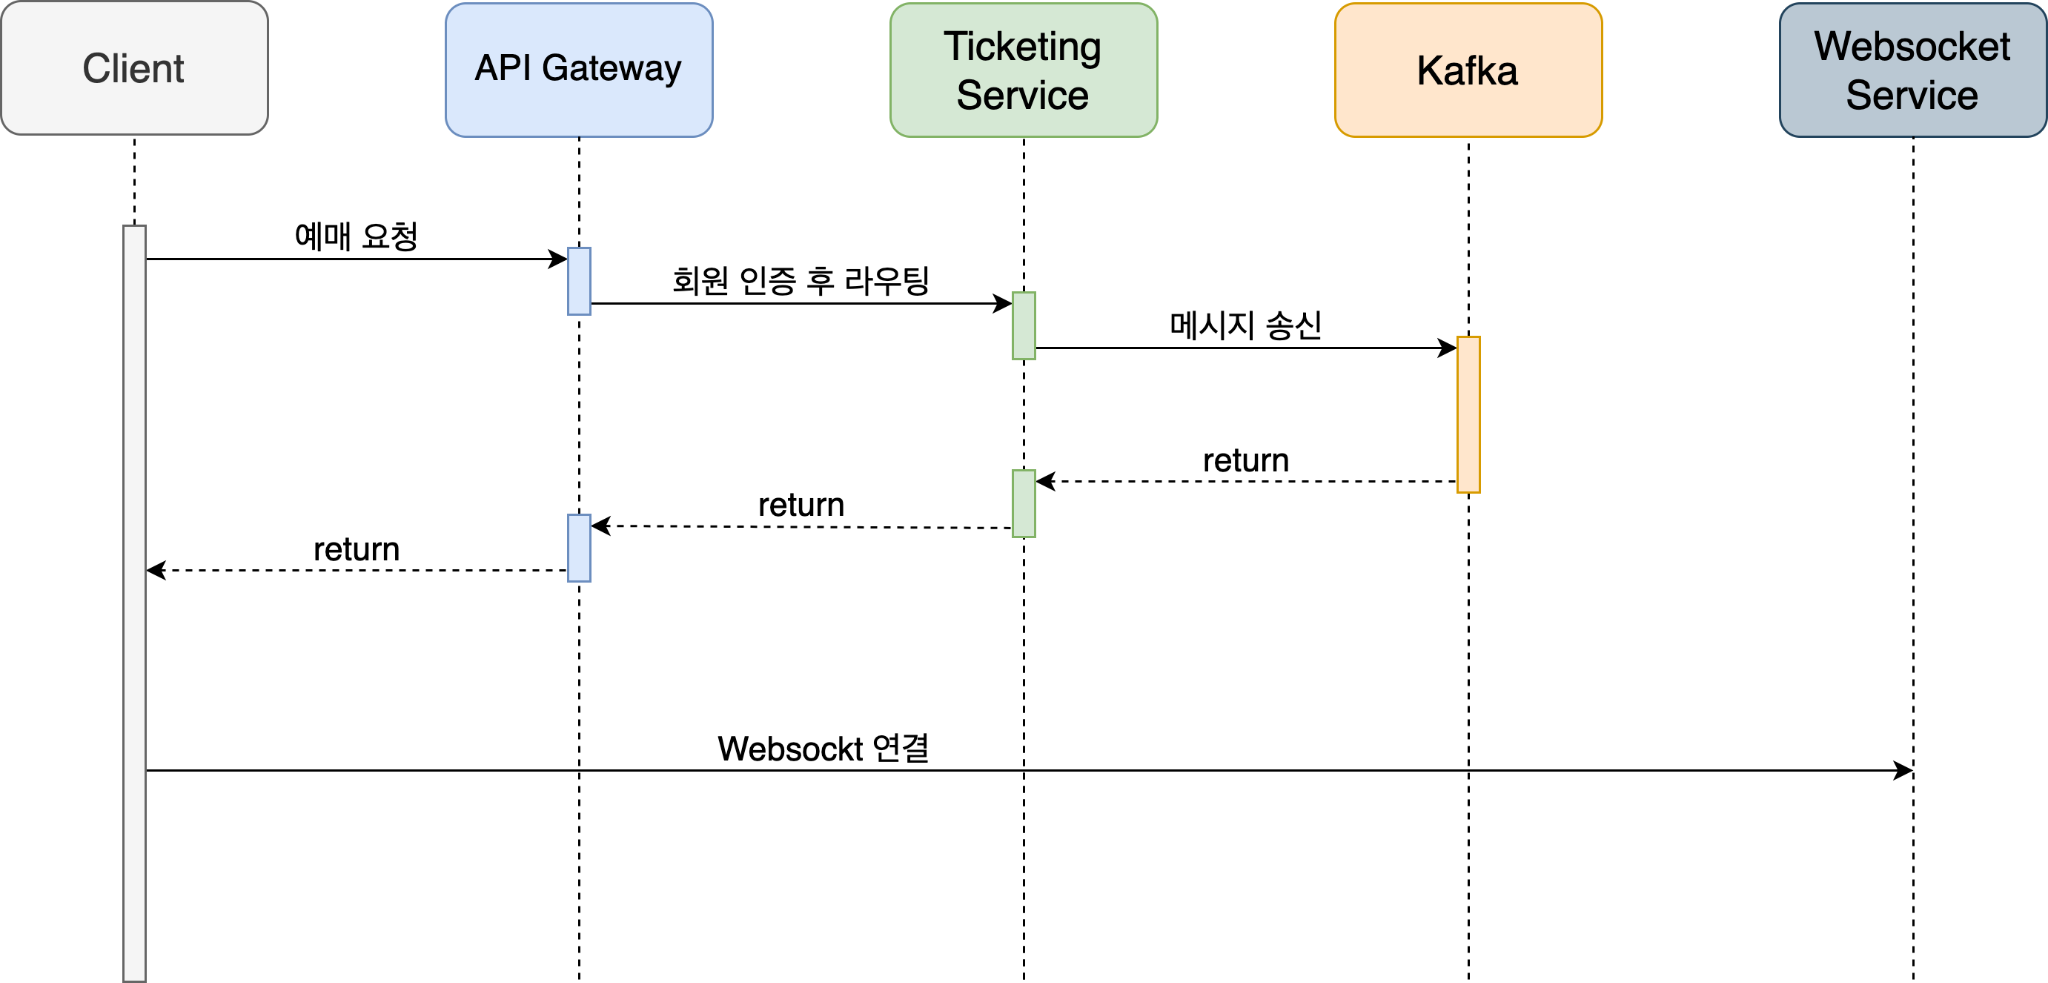 Client
API Gateway
Ticketing
Service
Kafka
Websocket
Service
예매 요청
회원 인증 후 라우팅
메시지 송신
return
return
return
Websockt 연결